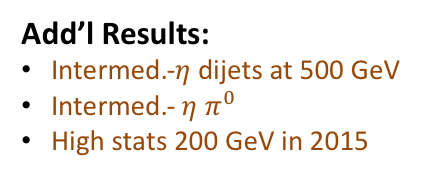 Add'l Results:
• Intermed.-η dijets at 500 GeV
• Intermed.- η π⁰
• High stats 200 GeV in 2015